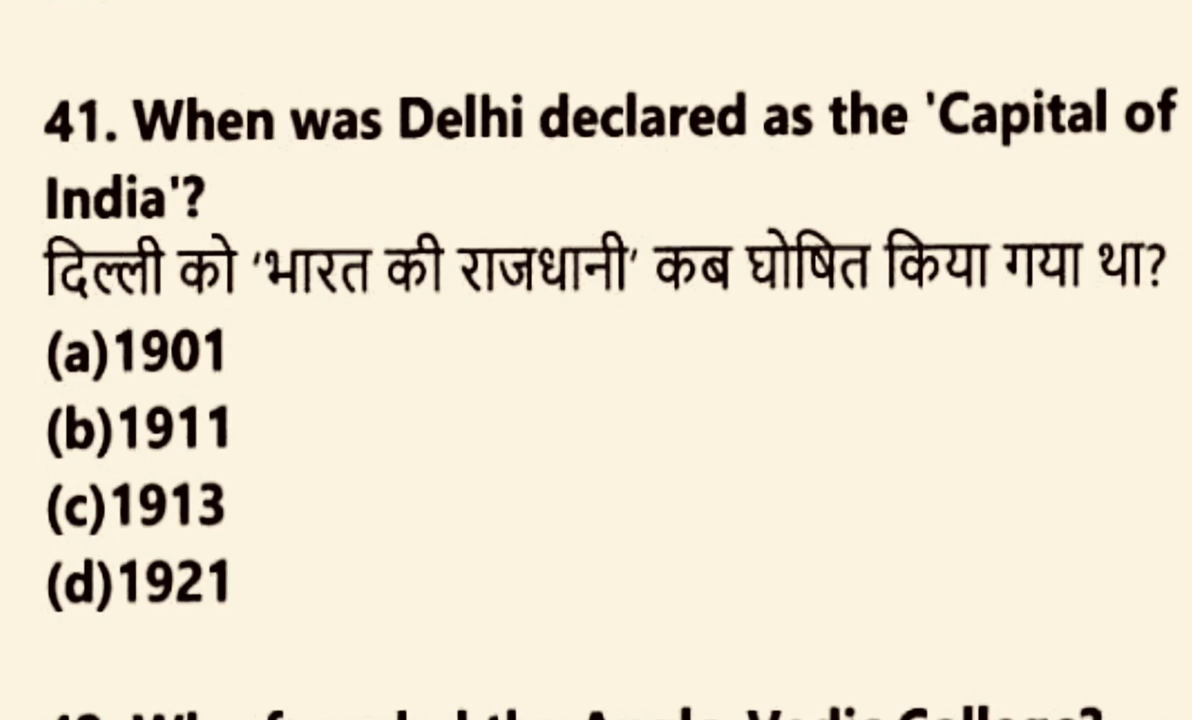 41. When was Delhi declared as the 'Capital of
India'?
दिल्ली को ‘भारत की राजधानी’ कब घोषित किया गया था?
(a)1901
(b)1911
(c)1913
(d)1921